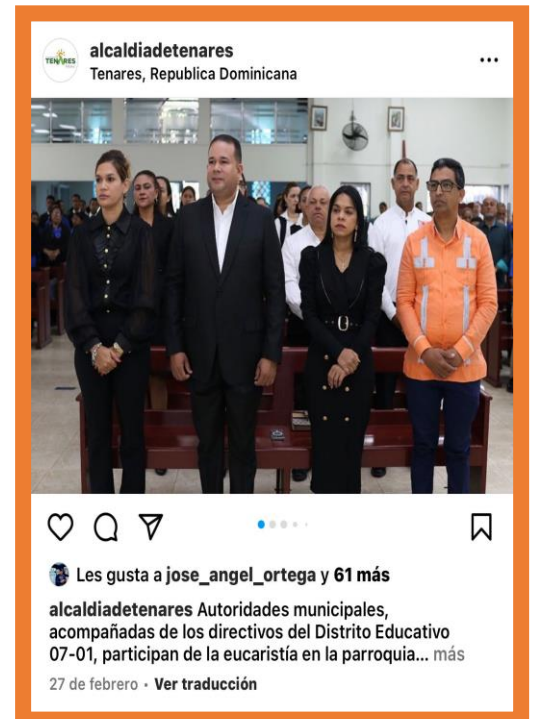 TENARES
alcaldiadetenares
Tenares, Republica Dominicana
Les gusta a jose_angel_ortega y 61 más
alcaldiadetenares Autoridades municipales,
acompañadas de los directivos del Distrito Educativo
07-01, participan de la eucaristía en la parroquia... más
27 de febrero • Ver traducción